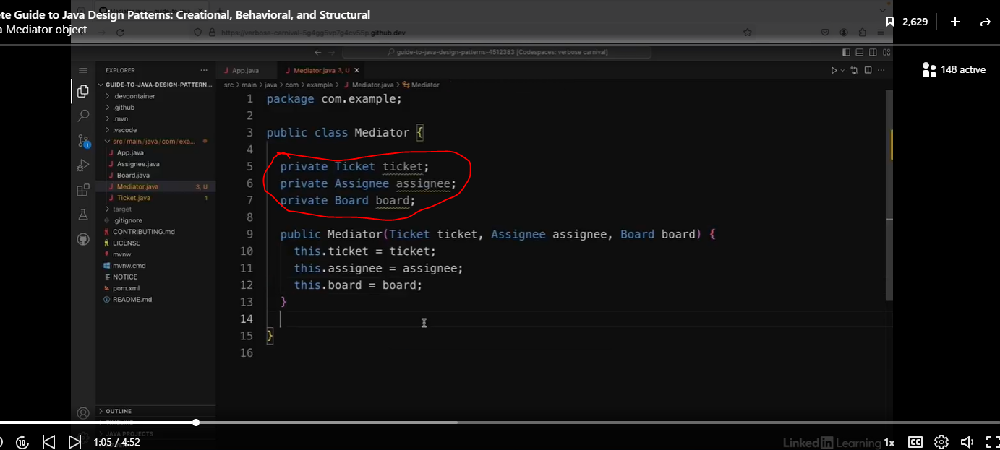 te Guide to Java Design Patterns: Creational, Behavioral, and Structural
a Mediator object
2,629
148 active
https://verbose-carnival-5g4gg5vp7g4cv55p.github.dev
guide-to-java-design-patterns-4512383 [Codespaces: verbose carnival]
EXPLORER
App.java
Mediator.java 3, U
GUIDE-TO-JAVA-DESIGN-PATTERN...
src > main > java > com > example > Mediator.java > Mediator
.devcontainer
.github
.mvn
.vscode
src/main/java/com/exa...
App.java
Assignee.java
Board.java
Mediator.java 3, U
Ticket.java 1
target
.gitignore
CONTRIBUTING.md
LICENSE
mvnw
mvnw.cmd
NOTICE
pom.xml
README.md
1
1 package com.example;
2
3 public class Mediator {
4
5 private Ticket ticket;
6 private Assignee assignee;
7 private Board board;
8
9 public Mediator(Ticket ticket, Assignee assignee, Board board) {
10 this.ticket = ticket;
11 this.assignee = assignee;
12 this.board = board;
13 }
14
15 }
16
OUTLINE
TIMELINE
JAVA PROJECTS
10
1:05 / 4:52
LinkedIn Learning
1x
CC